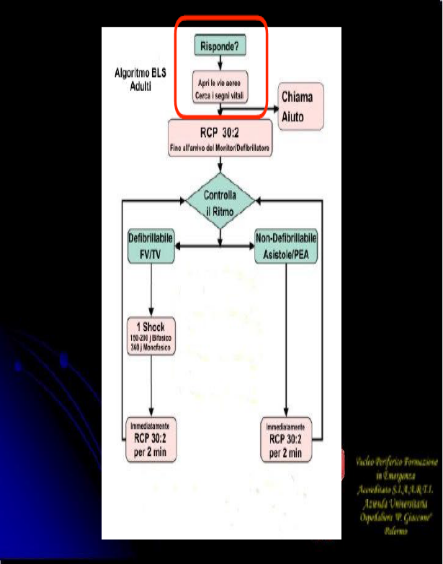 Risponde?
Algoritmo ELS
Adulti
Apri le vie aeree
Cerca i segni vitali
Chiama
Aiuto
RCP 30:2
Fino all'arrivo del Monitor/Defibrillatore
Controlla
il Ritmo
Defibrillabile
FV/TV
Non-Defibrillabile
Asistole/PEA
1 Shock
150-200 j Bifasico
360 j Monofasico
Immediatamente
RCP 30:2
per 2 min
Immediatamente
RCP 30:2
per 2 min
Nucleo Periferico Formazione
in Emergenza
Accreditato S.I.A.A.R.T.I.
Azienda Universitaria
Ospedaliera "P. Giaccone"
Palermo